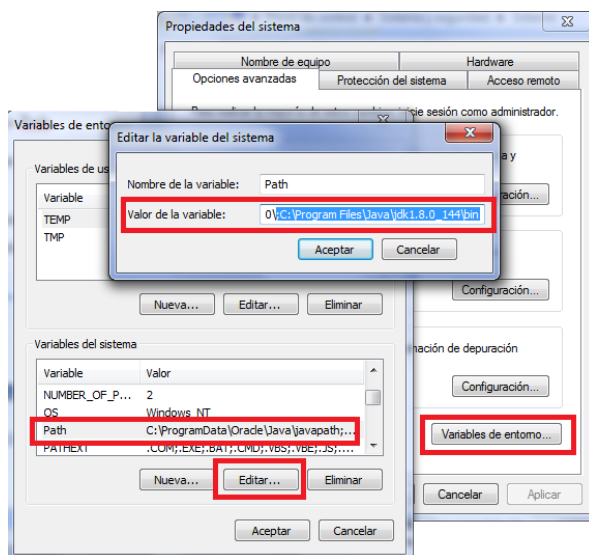 Propiedades del sistema
Nombre de equipo
Hardware
Opciones avanzadas
Protección del sistema
Acceso remoto
inicie sesión como administrador.
Configuración...
mación de depuración
Configuración...
Variables de entorno...
Cancelar
Aplicar
Variables de ento
Variables de us
Variable
TEMP
TMP
Nueva...
Editar...
Eliminar
Variables del sistema
Variable Valor
NUMBER_OF_P... 2
OS Windows_NT
Path C:\ProgramData\Oracle\Java\javapath;...
PATHEXT .COM;.EXE;.BAT;.CMD;.VBS;.VBE;.JS;....
Nueva...
Editar...
Eliminar
Aceptar
Cancelar
Editar la variable del sistema
Nombre de la variable: Path
Valor de la variable: 0\;C:\Program Files\Java\jdk1.8.0_144\bin
Aceptar
Cancelar